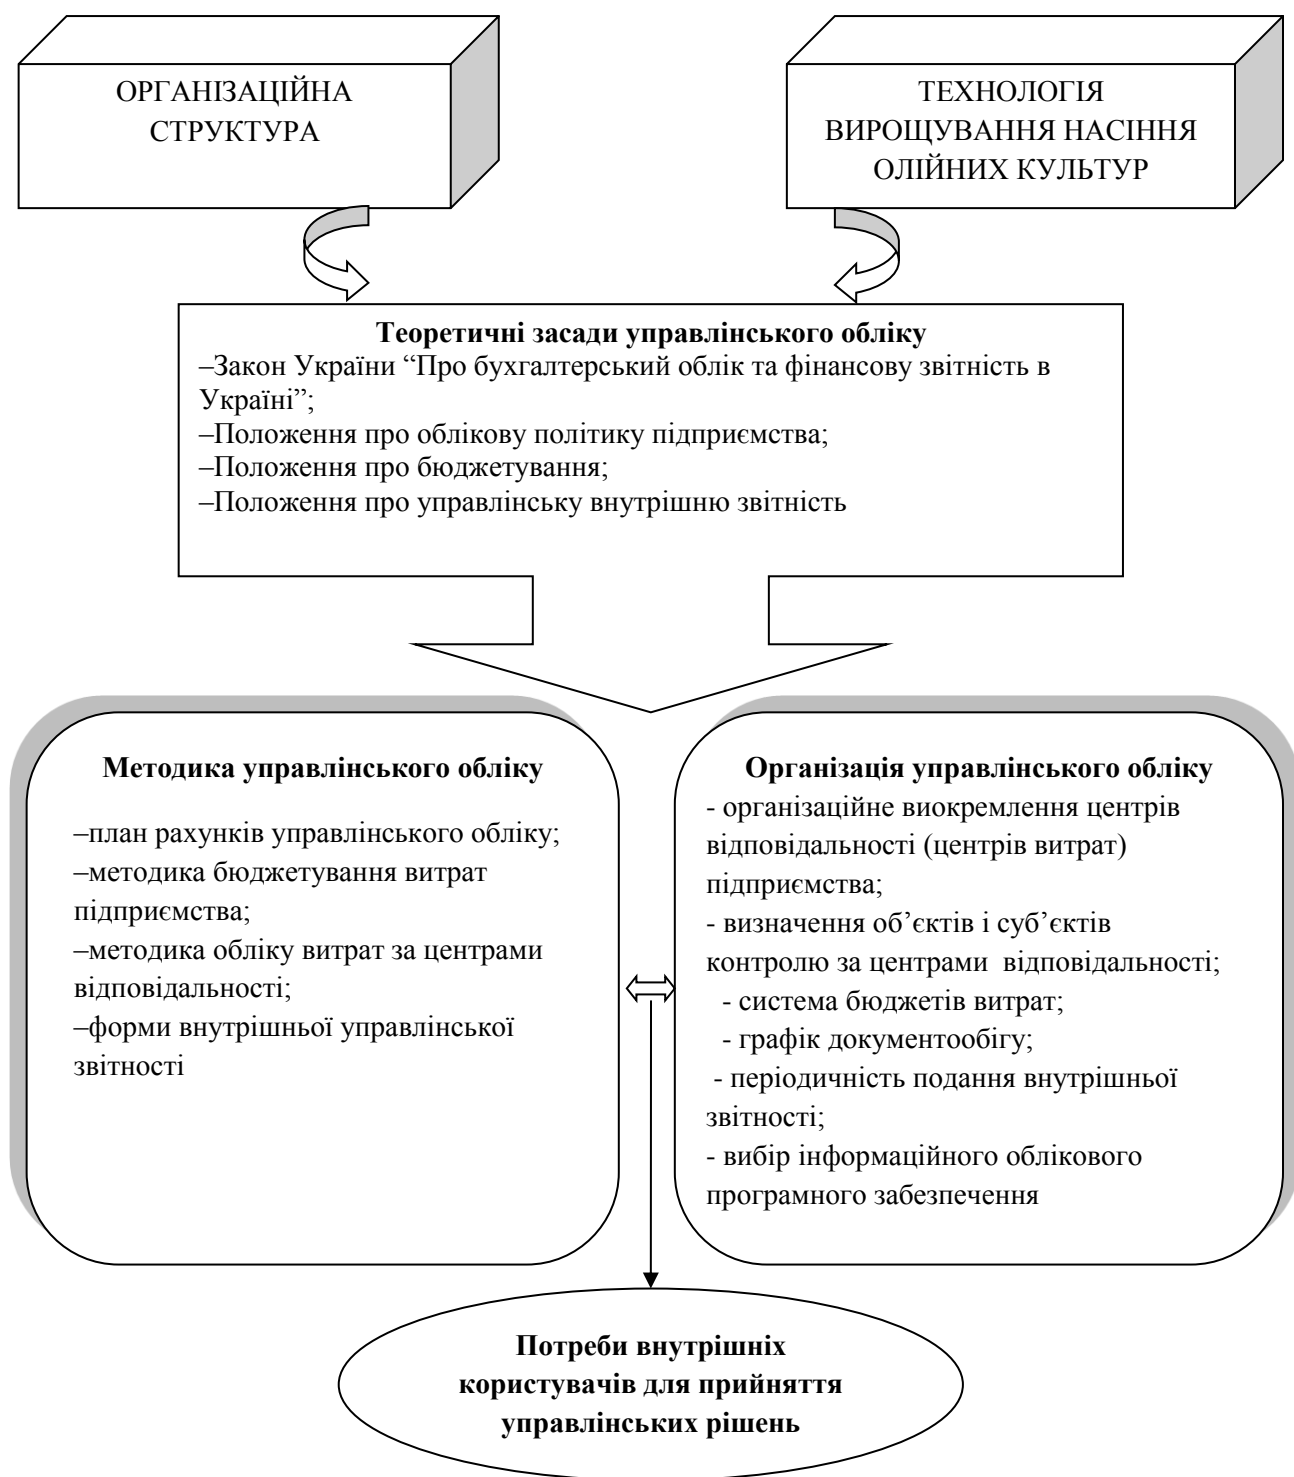 ОРГАНІЗАЦІЙНА
СТРУКТУРА
ТЕХНОЛОГІЯ
ВИРОЩУВАННЯ НАСІННЯ
ОЛІЙНИХ КУЛЬТУР
Теоретичні засади управлінського обліку
–Закон України “Про бухгалтерський облік та фінансову звітність в
Україні”;
–Положення про облікову політику підприємства;
–Положення про бюджетування;
–Положення про управлінську внутрішню звітність
Методика управлінського обліку
–план рахунків управлінського обліку;
–методика бюджетування витрат
підприємства;
–методика обліку витрат за центрами
відповідальності;
–форми внутрішньої управлінської
звітності
Організація управлінського обліку
- організаційне виокремлення центрів
відповідальності (центрів витрат)
підприємства;
- визначення об’єктів і суб’єктів
контролю за центрами  відповідальності;
- система бюджетів витрат;
- графік документообігу;
- періодичність подання внутрішньої
звітності;
- вибір інформаційного облікового
програмного забезпечення
Потреби внутрішніх
користувачів для прийняття
управлінських рішень